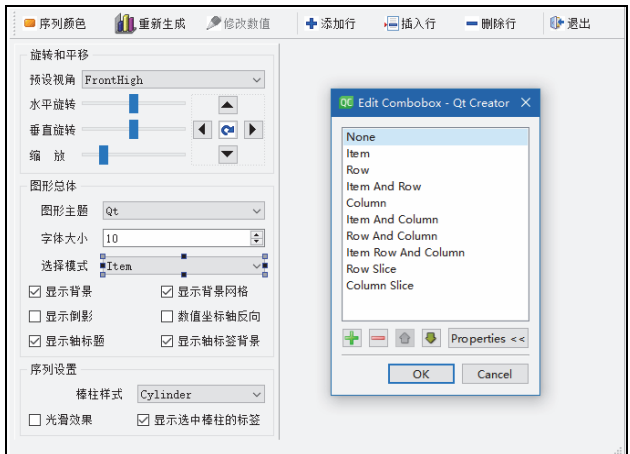 序列颜色 重新生成 修改数值 添加行 插入行 删除行 退出
旋转和平移
预设视角 FrontHigh
水平旋转
垂直旋转
缩 放
图形总体
图形主题 Qt
字体大小 10
选择模式 Item
显示背景 显示背景网格
显示倒影 数值坐标轴反向
显示轴标题 显示轴标签背景
序列设置
棒柱样式 Cylinder
光滑效果 显示选中棒柱的标签
QC Edit Combobox - Qt Creator
None
Item
Row
Item And Row
Column
Item And Column
Row And Column
Item Row And Column
Row Slice
Column Slice
Properties <<
OK Cancel